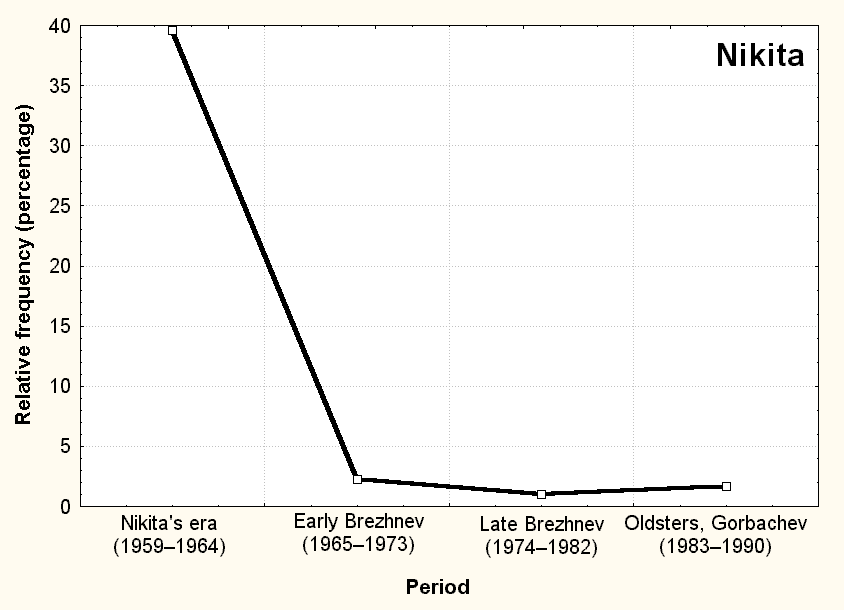 Nikita
Relative frequency (percentage)
40
35
30
25
20
15
10
5
0
Nikita's era
(1959–1964)
Early Brezhnev
(1965–1973)
Late Brezhnev
(1974–1982)
Oldsters, Gorbachev
(1983–1990)
Period